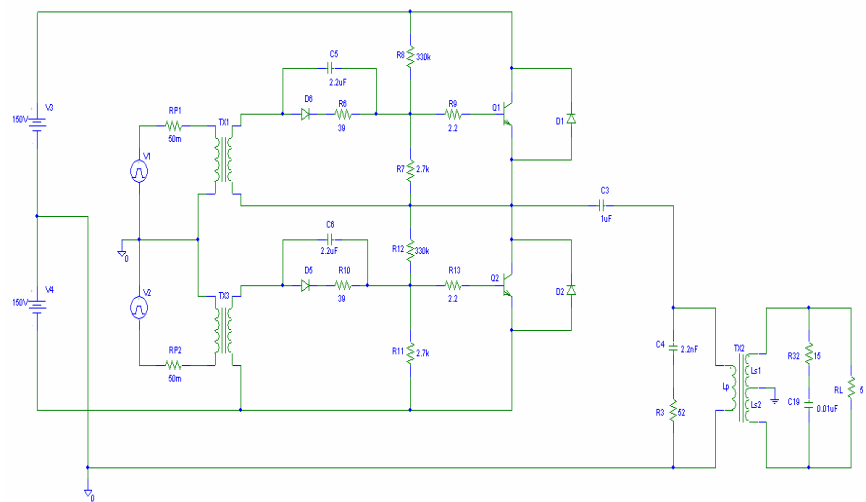 C5
2.2uF
R8
330k
D6
R6
39
R9
2.2
Q1
D1
V3
150V
RP1
50m
TX1
V1
R7
2.7k
C3
1uF
0
C6
2.2uF
R12
330k
D5
R10
39
R13
2.2
Q2
D2
V4
150V
V2
TX3
RP2
50m
R11
2.7k
C4
2.2nF
R3
52
TX2
Lp
Ls1
Ls2
R32
15
C19
0.01uF
RL
5
0